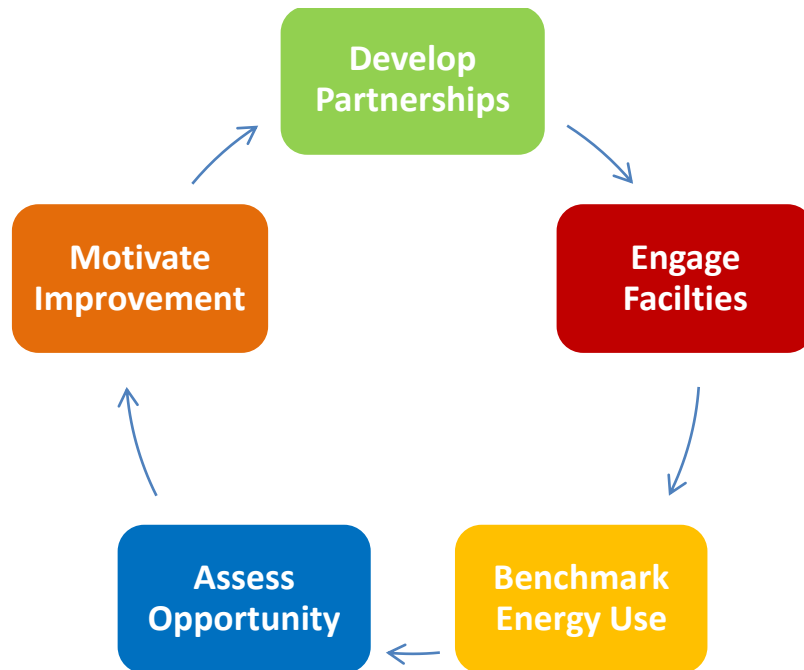 Develop
Partnerships
Engage
Facilties
Benchmark
Energy Use
Assess
Opportunity
Motivate
Improvement